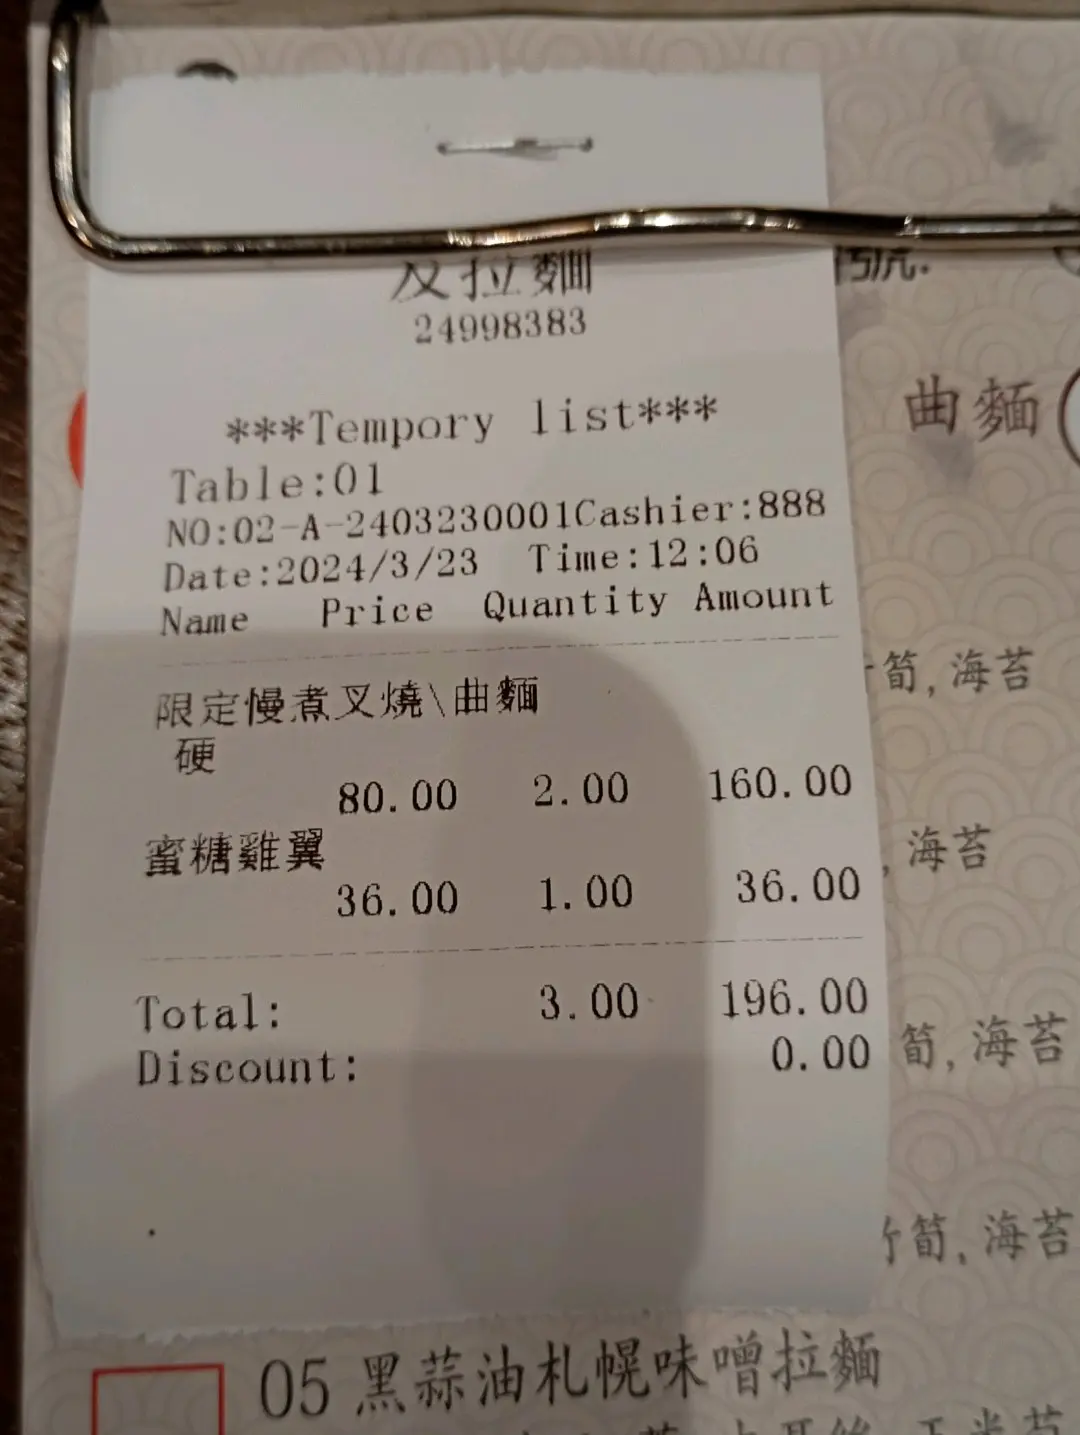 拉麵
24998383
***Tempory list***
曲麵
Table:01
NO:02-A-2403230001Cashier:888
Date:2024/3/23 Time:12:06
Name Price Quantity Amount
筍,海苔
限定慢煮叉燒\曲麵
硬
80.00 2.00 160.00
蜜糖雞翼
,海苔
36.00 1.00 36.00
Total: 3.00 196.00
Discount: 0.00
筍,海苔
竹筍,海苔
05 黑蒜油札幌味噌拉麵